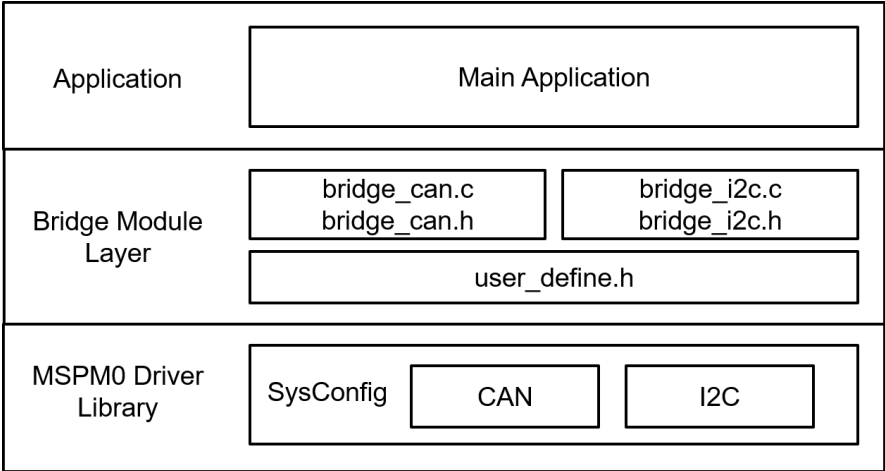 Application
Main Application
Bridge Module
Layer
bridge_can.c
bridge_can.h
bridge_i2c.c
bridge_i2c.h
user_define.h
MSPM0 Driver
Library
SysConfig
CAN
I2C